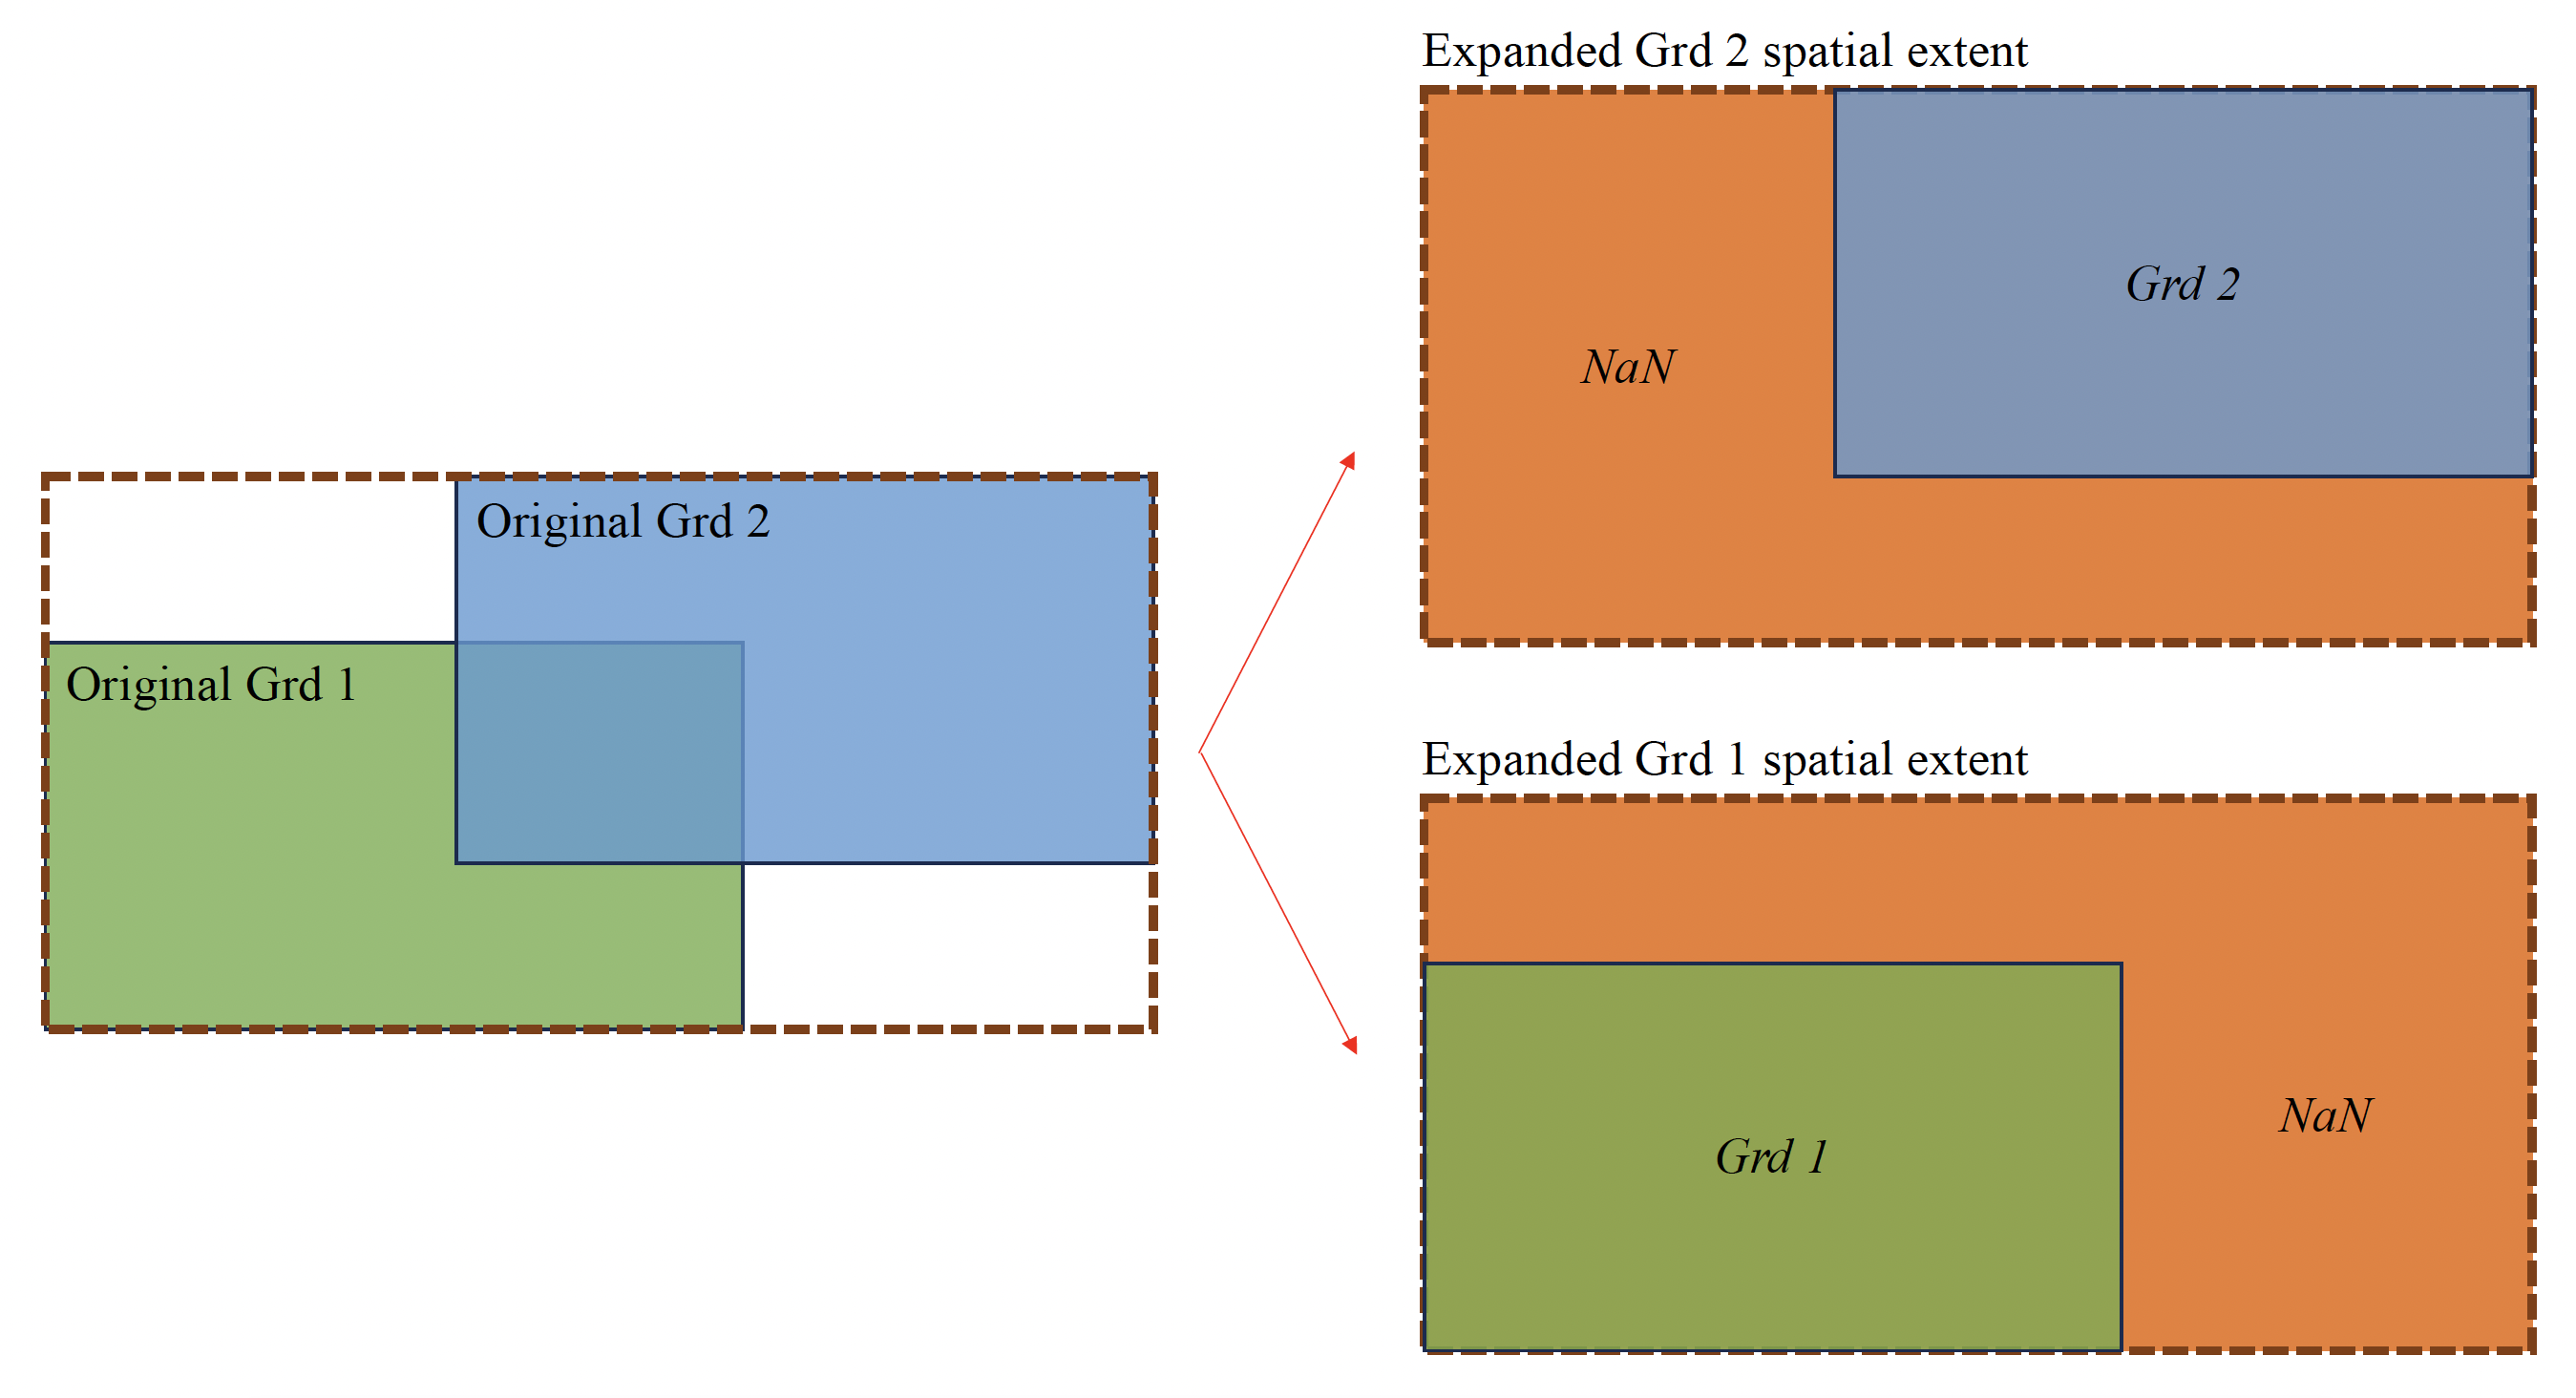 Expanded Grd 2 spatial extent
Grd 2
NaN
Original Grd 2
Original Grd 1
Expanded Grd 1 spatial extent
NaN
Grd 1